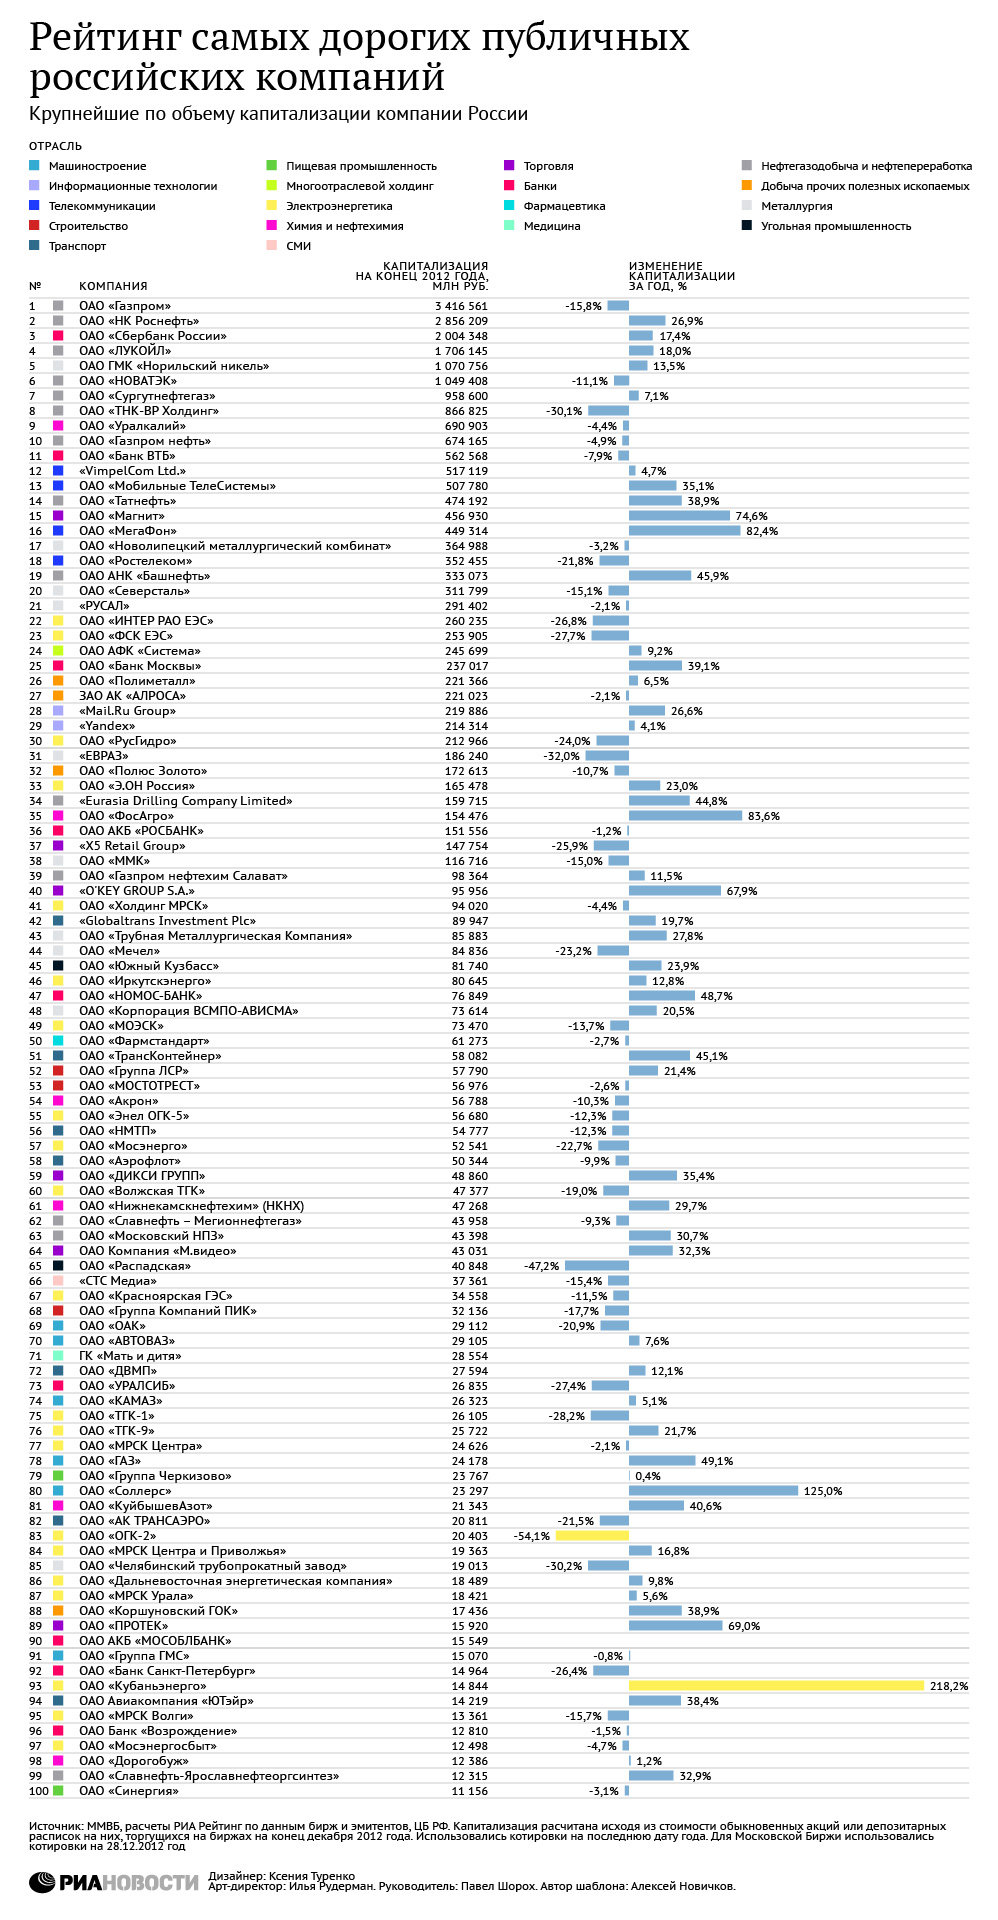 Рейтинг самых дорогих публичных
российских компаний
Крупнейшие по объему капитализации компании России
ОТРАСЛЬ
Машиностроение Пищевая промышленность Торговля Нефтегазодобыча и нефтепереработка
Информационные технологии Многоотраслевой холдинг Банки Добыча прочих полезных ископаемых
Телекоммуникации Электроэнергетика Фармацевтика Металлургия
Строительство Химия и нефтехимия Медицина Угольная промышленность
Транспорт СМИ
КАПИТАЛИЗАЦИЯ ИЗМЕНЕНИЕ
НА КОНЕЦ 2012 ГОДА, КАПИТАЛИЗАЦИИ
№ КОМПАНИЯ МЛН РУБ. ЗА ГОД, %
1 ОАО «Газпром» 3 416 561 -15,8%
2 ОАО «НК Роснефть» 2 856 209 26,9%
3 ОАО «Сбербанк России» 2 004 348 17,4%
4 ОАО «ЛУКОЙЛ» 1 706 145 18,0%
5 ОАО ГМК «Норильский никель» 1 070 756 13,5%
6 ОАО «НОВАТЭК» 1 049 408 -11,1%
7 ОАО «Сургутнефтегаз» 958 600 7,1%
8 ОАО «ТНК-ВР Холдинг» 866 825 -30,1%
9 ОАО «Уралкалий» 690 903 -4,4%
10 ОАО «Газпром нефть» 674 165 -4,9%
11 ОАО «Банк ВТБ» 562 568 -7,9%
12 «VimpelCom Ltd.» 517 119 4,7%
13 ОАО «Мобильные ТелеСистемы» 507 780 35,1%
14 ОАО «Татнефть» 474 192 38,9%
15 ОАО «Магнит» 456 930 74,6%
16 ОАО «МегаФон» 449 314 82,4%
17 ОАО «Новолипецкий металлургический комбинат» 364 988 -3,2%
18 ОАО «Ростелеком» 352 455 -21,8%
19 ОАО АНК «Башнефть» 333 073 45,9%
20 ОАО «Северсталь» 311 799 -15,1%
21 «РУСАЛ» 291 402 -2,1%
22 ОАО «ИНТЕР РАО ЕЭС» 260 235 -26,8%
23 ОАО «ФСК ЕЭС» 253 905 -27,7%
24 ОАО АФК «Система» 245 699 9,2%
25 ОАО «Банк Москвы» 237 017 39,1%
26 ОАО «Полиметалл» 221 366 6,5%
27 ЗАО АК «АЛРОСА» 221 023 -2,1%
28 «Mail.Ru Group» 219 886 26,6%
29 «Yandex» 214 314 4,1%
30 ОАО «РусГидро» 212 966 -24,0%
31 «ЕВРАЗ» 186 240 -32,0%
32 ОАО «Полюс Золото» 172 613 -10,7%
33 ОАО «Э.ОН Россия» 165 478 23,0%
34 «Eurasia Drilling Company Limited» 159 715 44,8%
35 ОАО «ФосАгро» 154 476 83,6%
36 ОАО АКБ «РОСБАНК» 151 556 -1,2%
37 «X5 Retail Group» 147 754 -25,9%
38 ОАО «ММК» 116 716 -15,0%
39 ОАО «Газпром нефтехим Салават» 98 364 11,5%
40 «O'KEY GROUP S.A.» 95 956 67,9%
41 ОАО «Холдинг МРСК» 94 020 -4,4%
42 «Globaltrans Investment Plc» 89 947 19,7%
43 ОАО «Трубная Металлургическая Компания» 85 883 27,8%
44 ОАО «Мечел» 84 836 -23,2%
45 ОАО «Южный Кузбасс» 81 740 23,9%
46 ОАО «Иркутскэнерго» 80 645 12,8%
47 ОАО «НОМОС-БАНК» 76 849 48,7%
48 ОАО «Корпорация ВСМПО-АВИСМА» 73 614 20,5%
49 ОАО «МОЭСК» 73 470 -13,7%
50 ОАО «Фармстандарт» 61 273 -2,7%
51 ОАО «ТрансКонтейнер» 58 082 45,1%
52 ОАО «Группа ЛСР» 57 790 21,4%
53 ОАО «МОСТОТРЕСТ» 56 976 -2,6%
54 ОАО «Акрон» 56 788 -10,3%
55 ОАО «Энел ОГК-5» 56 680 -12,3%
56 ОАО «НМТП» 54 777 -12,3%
57 ОАО «Мосэнерго» 52 541 -22,7%
58 ОАО «Аэрофлот» 50 344 -9,9%
59 ОАО «ДИКСИ ГРУПП» 48 860 35,4%
60 ОАО «Волжская ТГК» 47 377 -19,0%
61 ОАО «Нижнекамскнефтехим» (НКНХ) 47 268 29,7%
62 ОАО «Славнефть – Мегионнефтегаз» 43 958 -9,3%
63 ОАО «Московский НПЗ» 43 398 30,7%
64 ОАО Компания «М.видео» 43 031 32,3%
65 ОАО «Распадская» 40 848 -47,2%
66 «СТС Медиа» 37 361 -15,4%
67 ОАО «Красноярская ГЭС» 34 558 -11,5%
68 ОАО «Группа Компаний ПИК» 32 136 -17,7%
69 ОАО «ОАК» 29 112 -20,9%
70 ОАО «АВТОВАЗ» 29 105 7,6%
71 ГК «Мать и дитя» 28 554
72 ОАО «ДВМП» 27 594 12,1%
73 ОАО «УРАЛСИБ» 26 835 -27,4%
74 ОАО «КАМАЗ» 26 323 5,1%
75 ОАО «ТГК-1» 26 105 -28,2%
76 ОАО «ТГК-9» 25 722 21,7%
77 ОАО «МРСК Центра» 24 626 -2,1%
78 ОАО «ГАЗ» 24 178 49,1%
79 ОАО «Группа Черкизово» 23 767 0,4%
80 ОАО «Соллерс» 23 297 125,0%
81 ОАО «КуйбышевАзот» 21 343 40,6%
82 ОАО «АК ТРАНСАЭРО» 20 811 -21,5%
83 ОАО «ОГК-2» 20 403 -54,1%
84 ОАО «МРСК Центра и Приволжья» 19 363 16,8%
85 ОАО «Челябинский трубопрокатный завод» 19 013 -30,2%
86 ОАО «Дальневосточная энергетическая компания» 18 489 9,8%
87 ОАО «МРСК Урала» 18 421 5,6%
88 ОАО «Коршуновский ГОК» 17 436 38,9%
89 ОАО «ПРОТЕК» 15 920 69,0%
90 ОАО АКБ «МОСОБЛБАНК» 15 549
91 ОАО «Группа ГМС» 15 070 -0,8%
92 ОАО «Банк Санкт-Петербург» 14 964 -26,4%
93 ОАО «Кубаньэнерго» 14 844 218,2%
94 ОАО Авиакомпания «ЮТэйр» 14 219 38,4%
95 ОАО «МРСК Волги» 13 361 -15,7%
96 ОАО Банк «Возрождение» 12 810 -1,5%
97 ОАО «Мосэнергосбыт» 12 498 -4,7%
98 ОАО «Дорогобуж» 12 386 1,2%
99 ОАО «Славнефть-Ярославнефтеоргсинтез» 12 315 32,9%
100 ОАО «Синергия» 11 156 -3,1%
Источник: ММВБ, расчеты РИА Рейтинг по данным бирж и эмитентов, ЦБ РФ. Капитализация расчитана исходя из стоимости обыкновенных акций или депозитарных
расписок на них, торгущихся на биржах на конец декабря 2012 года. Использовались котировки на последнюю дату года. Для Московской Биржи использовались
котировки на 28.12.2012 год
РИАНОВОСТИ
Дизайнер: Ксения Туренко
Арт-директор: Илья Рудерман. Руководитель: Павел Шорох. Автор шаблона: Алексей Новичков.